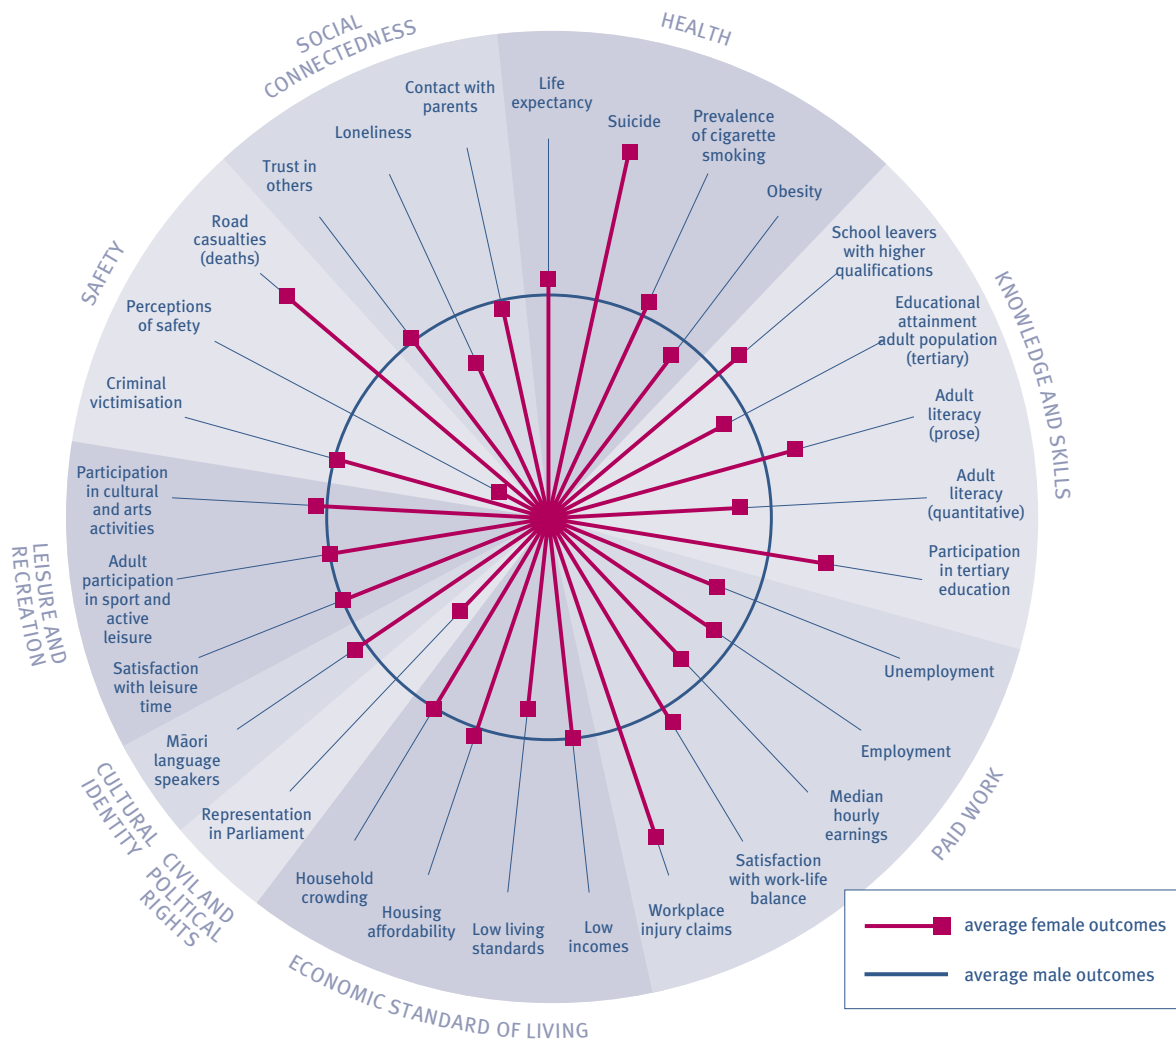 SOCIAL
CONNECTEDNESS
HEALTH
KNOWLEDGE AND SKILLS
PAID WORK
ECONOMIC STANDARD OF LIVING
CIVIL AND
POLITICAL
RIGHTS
CULTURAL
IDENTITY
LEISURE AND
RECREATION
SAFETY
Contact with
parents
Loneliness
Trust in
others
Life
expectancy
Suicide
Prevalence
of cigarette
smoking
Obesity
School leavers
with higher
qualifications
Educational
attainment
adult population
(tertiary)
Adult
literacy
(prose)
Adult
literacy
(quantitative)
Participation
in tertiary
education
Unemployment
Employment
Median
hourly
earnings
Satisfaction
with work-life
balance
Workplace
injury claims
Low
incomes
Low living
standards
Housing
affordability
Household
crowding
Representation
in Parliament
Māori
language
speakers
Satisfaction
with leisure
time
Adult
participation
in sport and
active
leisure
Participation
in cultural
and arts
activities
Criminal
victimisation
Perceptions
of safety
Road
casualties
(deaths)
average female outcomes
average male outcomes